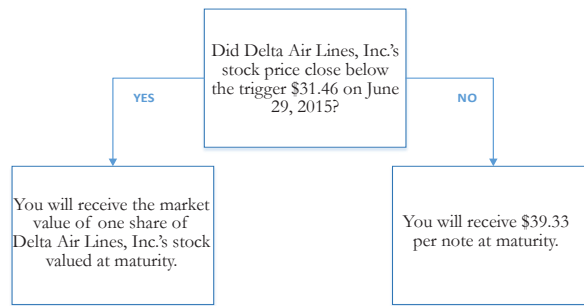 Did Delta Air Lines, Inc.'s
stock price close below
the trigger $31.46 on June
29, 2015?
YES
NO
You will receive the market
value of one share of
Delta Air Lines, Inc.'s stock
valued at maturity.
You will receive $39.33
per note at maturity.